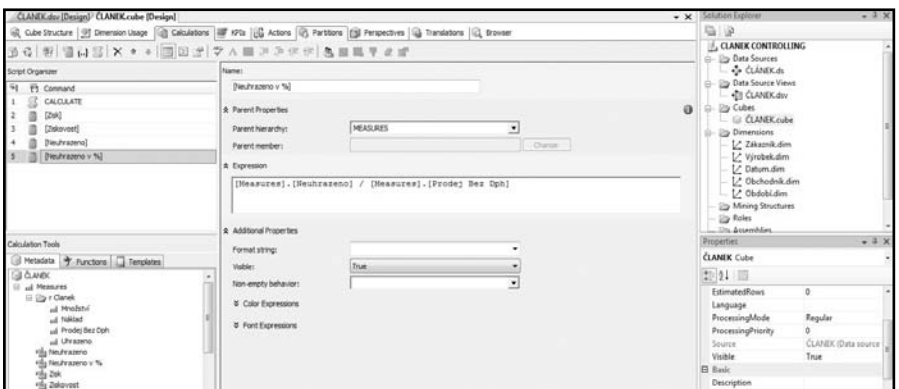 ČLANEK.dsv [Design] ČLANEK.cube [Design]
Cube Structure Dimension Usage Calculations KPIs Actions Partitions Perspectives Translations Browser
Script Organizer
Command
1 CALCULATE
2 [Zisk]
3 [Ziskovost]
4 [Neuhrazeno]
5 [Neuhrazeno v %]
Calculation Tools
Metadata Functions Templates
ČLANEK
Measures
r Clanek
Množství
Náklad
Prodej Bez Dph
Uhrazeno
Neuhrazeno
Neuhrazeno v %
Zisk
Ziskovost
Name:
[Neuhrazeno v %]
Parent Properties
Parent hierarchy: MEASURES
Parent member: Change
Expression
[Measures].[Neuhrazeno] / [Measures].[Prodej Bez Dph]
Additional Properties
Format string:
Visible: True
Non-empty behavior:
Color Expressions
Font Expressions
Solution Explorer
CLANEK CONTROLLING
Data Sources
ČLÁNEK.ds
Data Source Views
ČLANEK.dsv
Cubes
ČLANEK.cube
Dimensions
Zákazník.dim
Výrobek.dim
Datum.dim
Obchodník.dim
Období.dim
Mining Structures
Roles
Assemblies
Properties
ČLANEK Cube
EstimatedRows 0
Language
ProcessingMode Regular
ProcessingPriority 0
Source ČLANEK (Data source
Visible True
Basic
Description